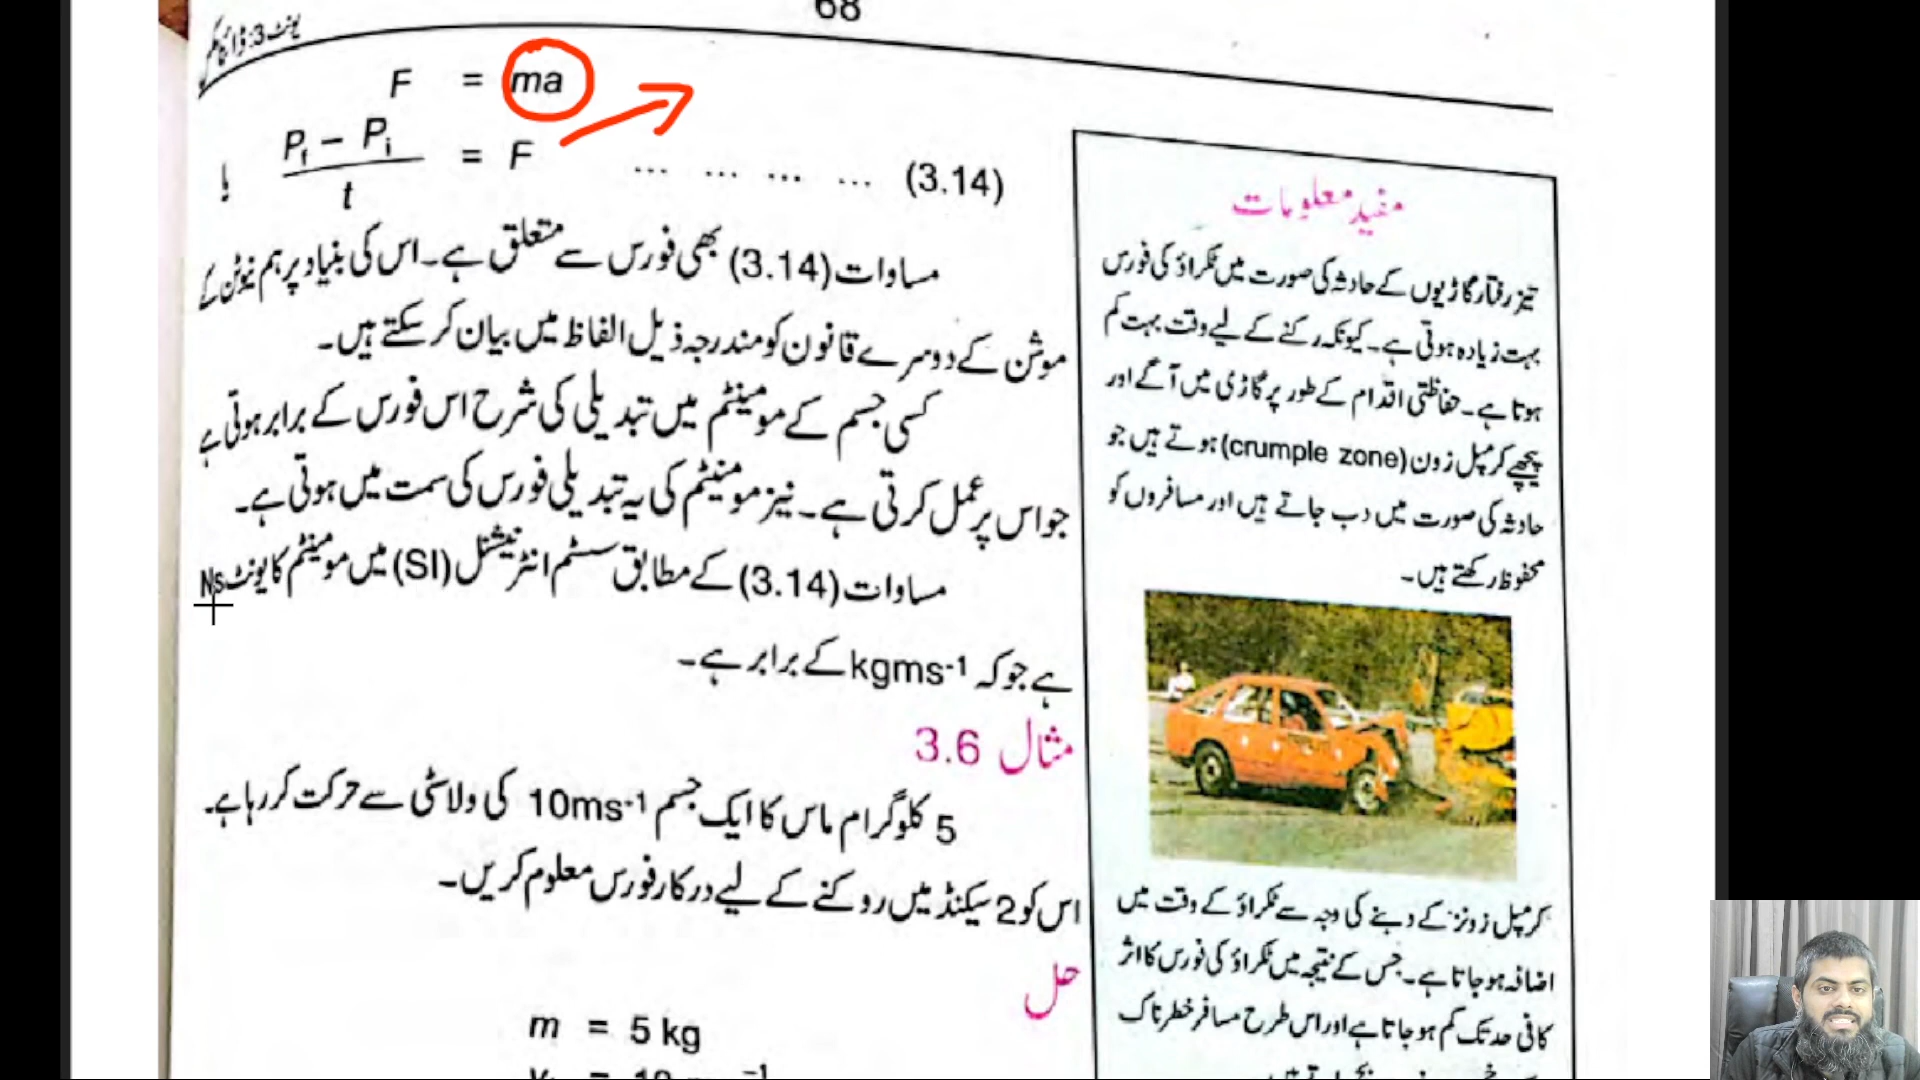 68
یونٹ 3: ڈائنامکس
F = ma
یا Pf – Pi / t = F ... ... ... ... (3.14)
مساوات (3.14) بھی فورس سے متعلق ہے۔ اس کی بنیاد پر ہم نیوٹن کے
موشن کے دوسرے قانون کو مندرجہ ذیل الفاظ میں بیان کر سکتے ہیں۔
کسی جسم کے مومینٹم میں تبدیلی کی شرح اس فورس کے برابر ہوتی ہے
جو اس پر عمل کرتی ہے۔ نیز مومینٹم کی یہ تبدیلی فورس کی سمت میں ہوتی ہے۔
مساوات (3.14) کے مطابق سسٹم انٹرنیشنل (SI) میں مومینٹم کا یونٹ Ns
ہے جو کہ kgms-1 کے برابر ہے۔
مثال 3.6
5 کلوگرام ماس کا ایک جسم 10ms-1 کی ولاسٹی سے حرکت کر رہا ہے۔
اس کو 2 سیکنڈ میں روکنے کے لیے درکار فورس معلوم کریں۔
حل
m = 5 kg
مفید معلومات
تیز رفتار گاڑیوں کے حادثہ کی صورت میں ٹکراؤ کی فورس
بہت زیادہ ہوتی ہے۔ کیونکہ رکنے کے لیے وقت بہت کم
ہوتا ہے۔ حفاظتی اقدام کے طور پر گاڑی میں آگے اور
پیچھے کرمپل زون (crumple zone) ہوتے ہیں جو
حادثہ کی صورت میں دب جاتے ہیں اور مسافروں کو
محفوظ رکھتے ہیں۔
کرمپل زونز کے دبنے کی وجہ سے ٹکراؤ کے وقت میں
اضافہ ہو جاتا ہے۔ جس کے نتیجہ میں ٹکراؤ کی فورس کا اثر
کافی حد تک کم ہو جاتا ہے اور اس طرح مسافر خطرناک